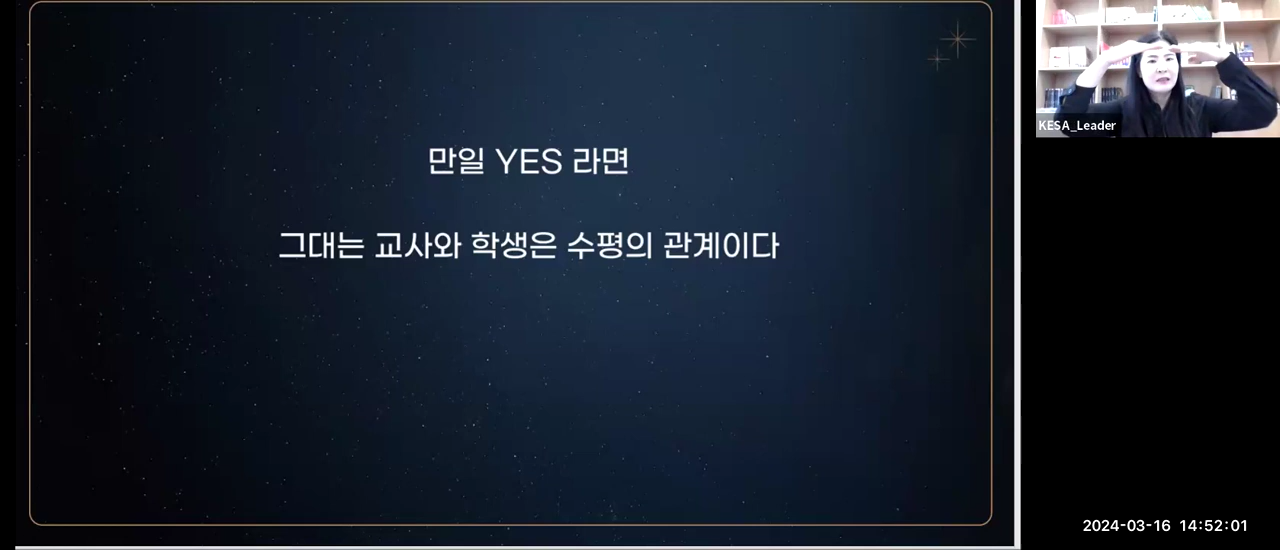 만일 YES 라면
그대는 교사와 학생은 수평의 관계이다
KESA_Leader
2024-03-16 14:52:01